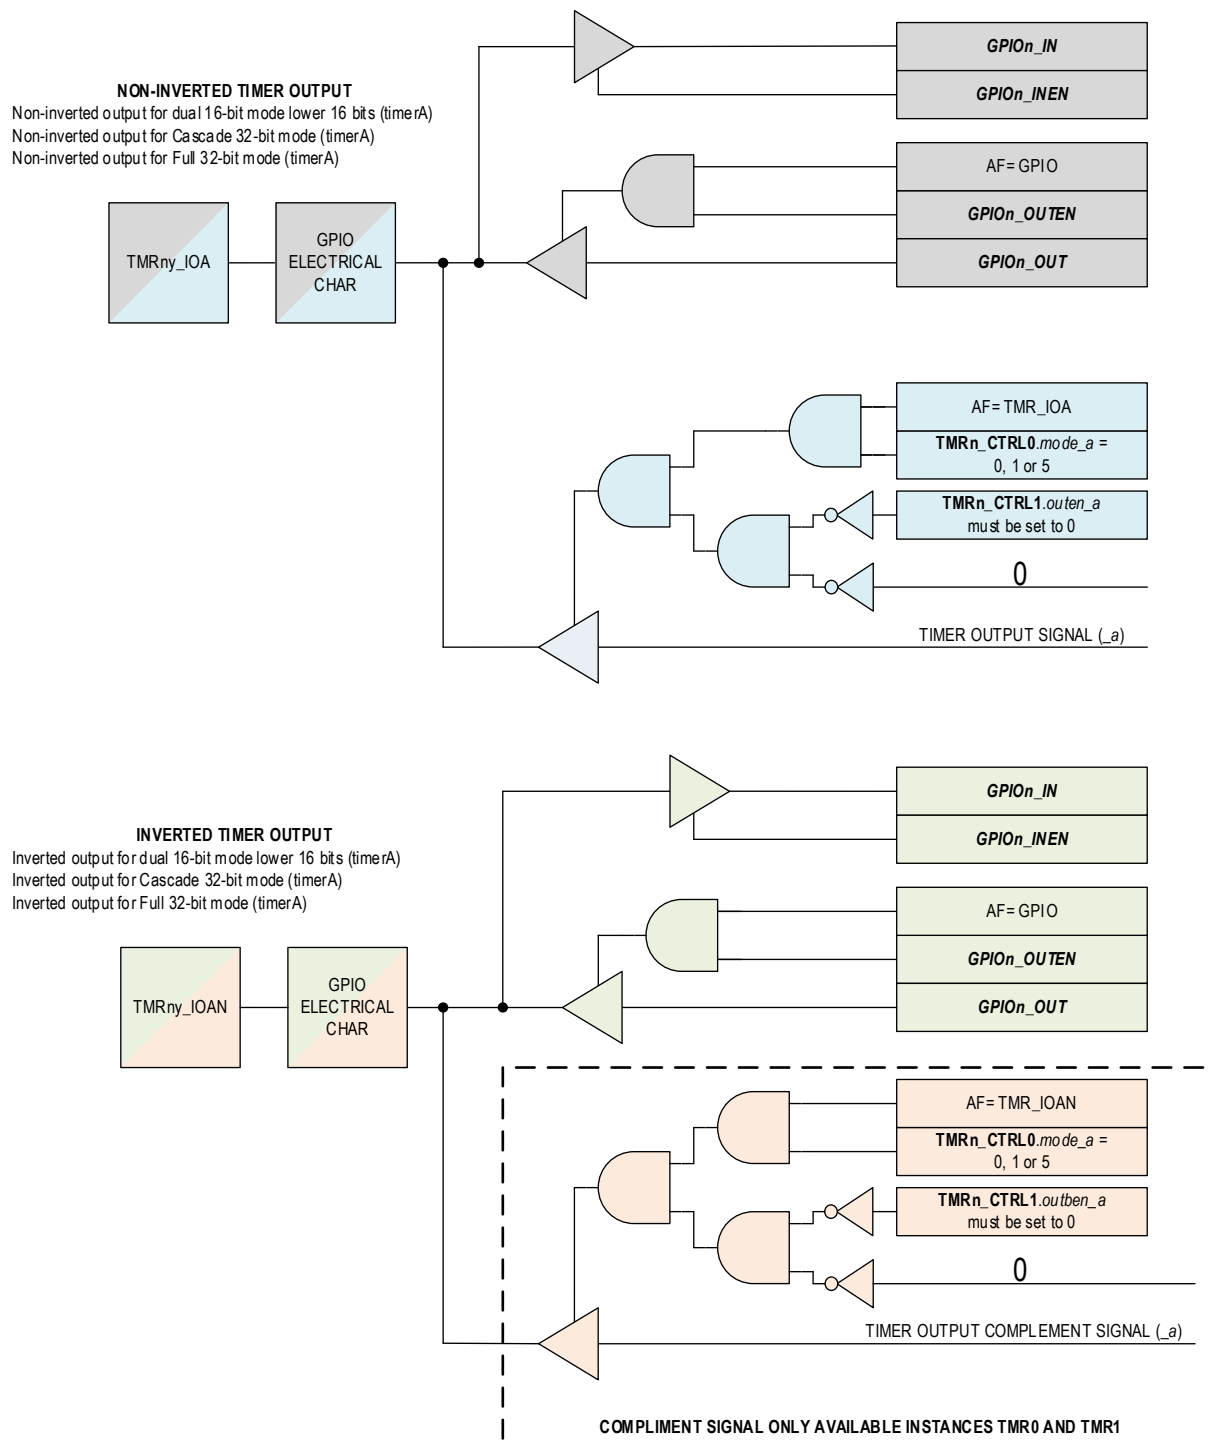 GPIOn_IN
GPIOn_INEN
NON-INVERTED TIMER OUTPUT
Non-inverted output for dual 16-bit mode lower 16 bits (timerA)
Non-inverted output for Cascade 32-bit mode (timerA)
Non-inverted output for Full 32-bit mode (timerA)
AF= GPIO
GPIOn_OUTEN
GPIOn_OUT
TMRny_IOA
GPIO
ELECTRICAL
CHAR
AF= TMR_IOA
TMRn_CTRL0.mode_a =
0, 1 or 5
TMRn_CTRL1.outen_a
must be set to 0
0
TIMER OUTPUT SIGNAL (_a)
GPIOn_IN
GPIOn_INEN
INVERTED TIMER OUTPUT
Inverted output for dual 16-bit mode lower 16 bits (timerA)
Inverted output for Cascade 32-bit mode (timerA)
Inverted output for Full 32-bit mode (timerA)
AF= GPIO
GPIOn_OUTEN
GPIOn_OUT
TMRny_IOAN
GPIO
ELECTRICAL
CHAR
AF= TMR_IOAN
TMRn_CTRL0.mode_a =
0, 1 or 5
TMRn_CTRL1.outben_a
must be set to 0
0
TIMER OUTPUT COMPLEMENT SIGNAL (_a)
COMPLIMENT SIGNAL ONLY AVAILABLE INSTANCES TMR0 AND TMR1